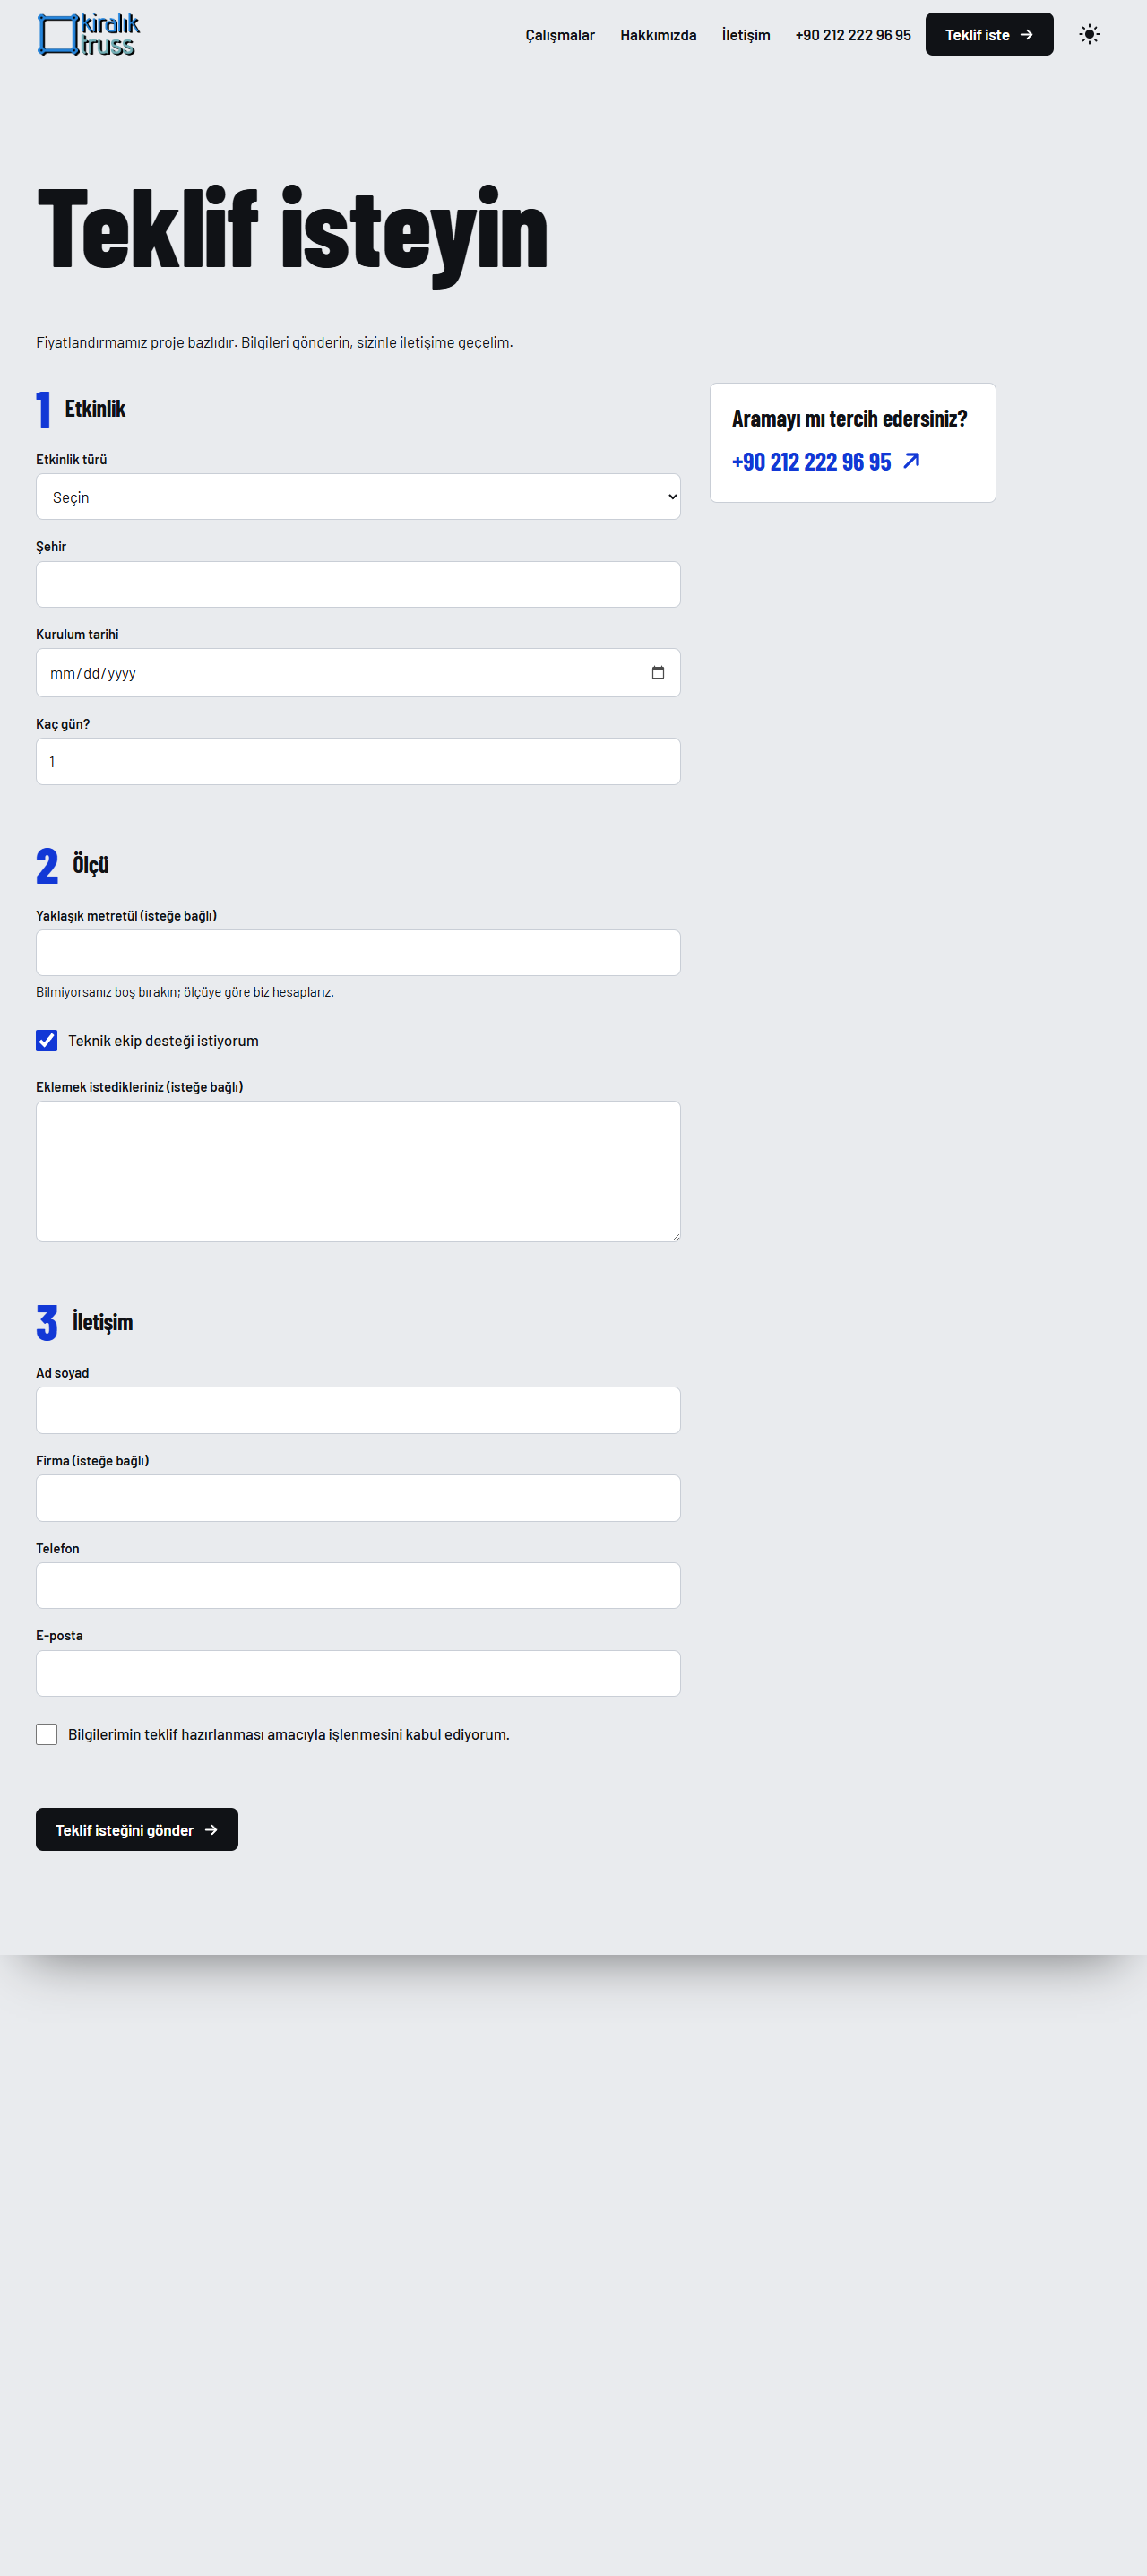 kiralık
truss
Çalışmalar
Hakkımızda
İletişim
+90 212 222 96 95
Teklif iste
Teklif isteyin
Fiyatlandırmamız proje bazlıdır. Bilgileri gönderin, sizinle iletişime geçelim.
1 Etkinlik
Etkinlik türü
Seçin
Şehir
Kurulum tarihi
mm/dd/yyyy
Kaç gün?
1
Aramayı mı tercih edersiniz?
+90 212 222 96 95
2 Ölçü
Yaklaşık metretül (isteğe bağlı)
Bilmiyorsanız boş bırakın; ölçüye göre biz hesaplarız.
Teknik ekip desteği istiyorum
Eklemek istedikleriniz (isteğe bağlı)
3 İletişim
Ad soyad
Firma (isteğe bağlı)
Telefon
E-posta
Bilgilerimin teklif hazırlanması amacıyla işlenmesini kabul ediyorum.
Teklif isteğini gönder